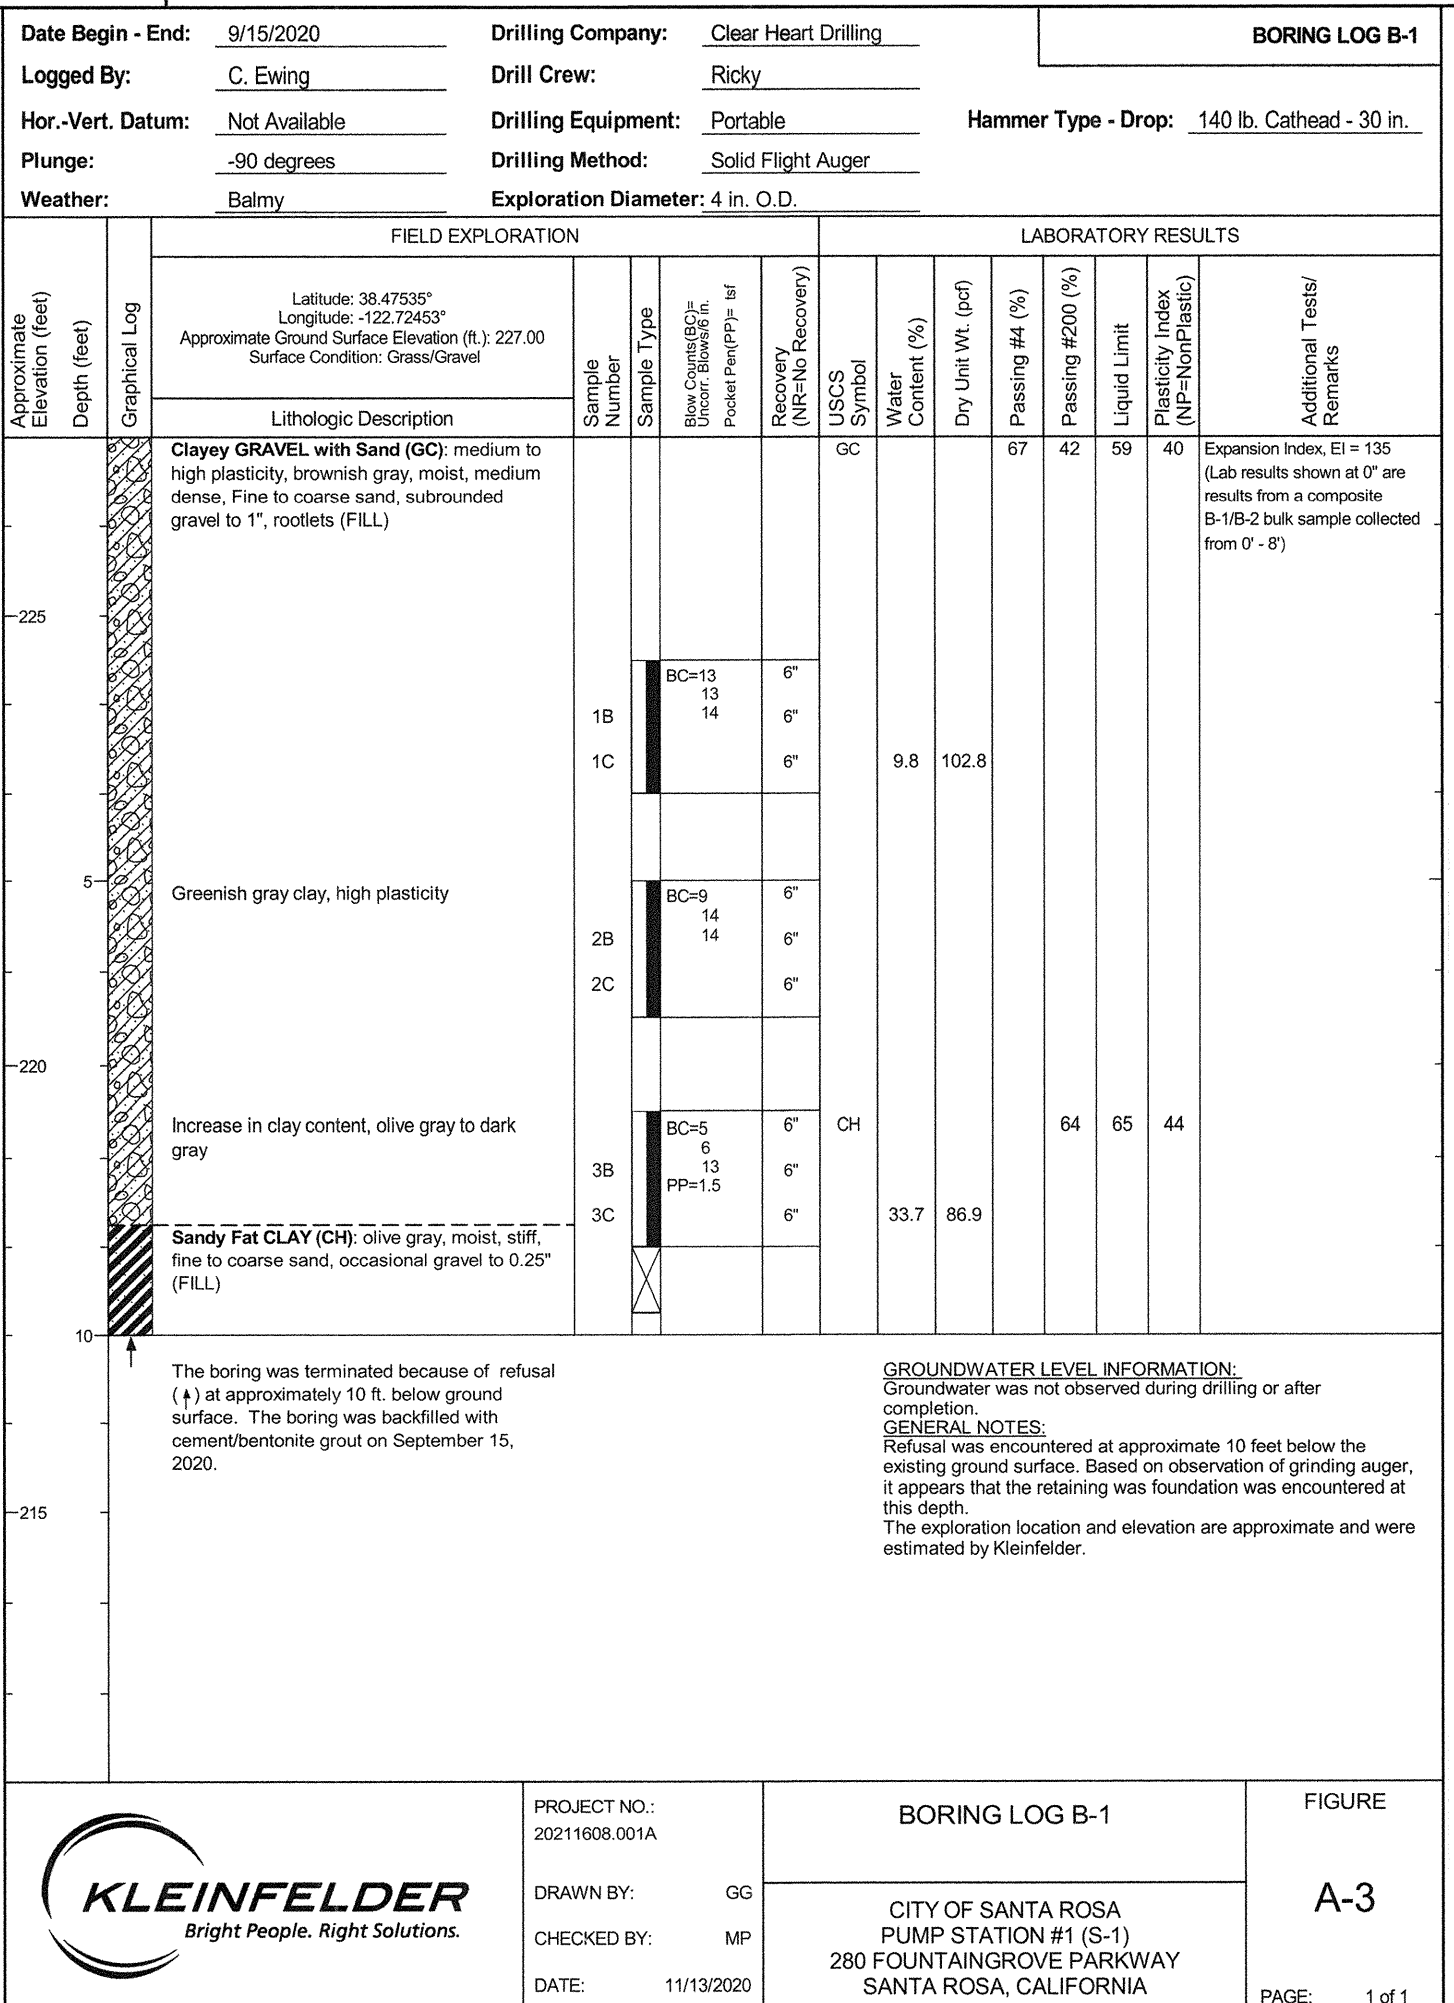 Date Begin - End: 9/15/2020 Drilling Company: Clear Heart Drilling BORING LOG B-1
Logged By: C. Ewing Drill Crew: Ricky
Hor.-Vert. Datum: Not Available Drilling Equipment: Portable Hammer Type - Drop: 140 lb. Cathead - 30 in.
Plunge: -90 degrees Drilling Method: Solid Flight Auger
Weather: Balmy Exploration Diameter: 4 in. O.D.
FIELD EXPLORATION LABORATORY RESULTS
Approximate
Elevation (feet)
Depth (feet)
Graphical Log
Latitude: 38.47535°
Longitude: -122.72453°
Approximate Ground Surface Elevation (ft.): 227.00
Surface Condition: Grass/Gravel
Lithologic Description
Sample
Number
Sample Type
Blow Counts(BC)=
Uncorr. Blows/6 in.
Pocket Pen(PP)= tsf
Recovery
(NR=No Recovery)
USCS
Symbol
Water
Content (%)
Dry Unit Wt. (pcf)
Passing #4 (%)
Passing #200 (%)
Liquid Limit
Plasticity Index
(NP=NonPlastic)
Additional Tests/
Remarks
Clayey GRAVEL with Sand (GC): medium to
high plasticity, brownish gray, moist, medium
dense, Fine to coarse sand, subrounded
gravel to 1", rootlets (FILL)
GC 67 42 59 40
Expansion Index, EI = 135
(Lab results shown at 0" are
results from a composite
B-1/B-2 bulk sample collected
from 0' - 8')
225
BC=13 6"
13
1B 14 6"
1C 6" 9.8 102.8
5 Greenish gray clay, high plasticity BC=9 6"
14
2B 14 6"
2C 6"
220
Increase in clay content, olive gray to dark
gray
BC=5 6" CH 64 65 44
6
3B 13 6"
PP=1.5
3C 6" 33.7 86.9
Sandy Fat CLAY (CH): olive gray, moist, stiff,
fine to coarse sand, occasional gravel to 0.25"
(FILL)
10
The boring was terminated because of refusal
( ) at approximately 10 ft. below ground
surface. The boring was backfilled with
cement/bentonite grout on September 15,
2020.
GROUNDWATER LEVEL INFORMATION:
Groundwater was not observed during drilling or after
completion.
GENERAL NOTES:
Refusal was encountered at approximate 10 feet below the
existing ground surface. Based on observation of grinding auger,
it appears that the retaining was foundation was encountered at
this depth.
The exploration location and elevation are approximate and were
estimated by Kleinfelder.
215
KLEINFELDER
Bright People. Right Solutions.
PROJECT NO.:
20211608.001A
DRAWN BY: GG
CHECKED BY: MP
DATE: 11/13/2020
BORING LOG B-1
CITY OF SANTA ROSA
PUMP STATION #1 (S-1)
280 FOUNTAINGROVE PARKWAY
SANTA ROSA, CALIFORNIA
FIGURE
A-3
PAGE: 1 of 1